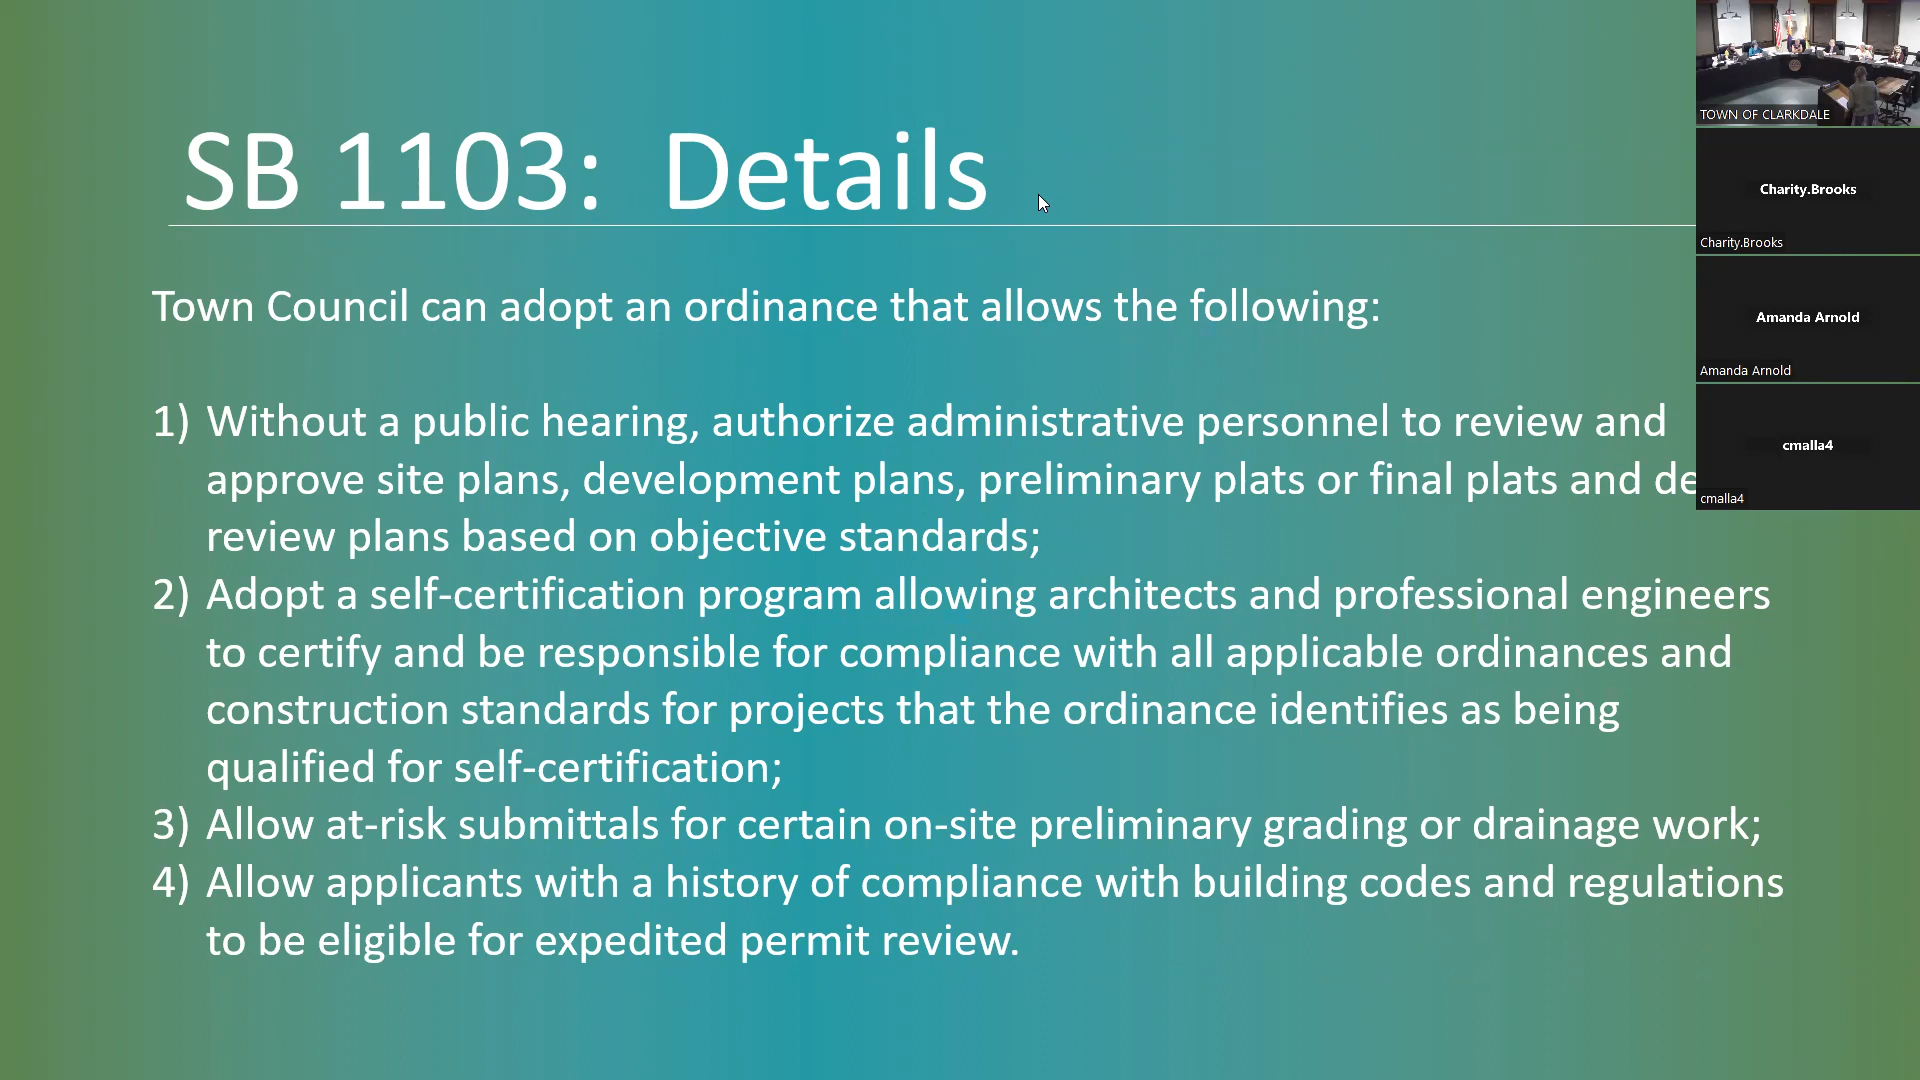 SB 1103: Details
Town Council can adopt an ordinance that allows the following:
1) Without a public hearing, authorize administrative personnel to review and
approve site plans, development plans, preliminary plats or final plats and
review plans based on objective standards;
2) Adopt a self-certification program allowing architects and professional engineers
to certify and be responsible for compliance with all applicable ordinances and
construction standards for projects that the ordinance identifies as being
qualified for self-certification;
3) Allow at-risk submittals for certain on-site preliminary grading or drainage work;
4) Allow applicants with a history of compliance with building codes and regulations
to be eligible for expedited permit review.
TOWN OF CLARKDALE
Charity.Brooks
Charity.Brooks
Amanda Arnold
Amanda Arnold
cmalla4
cmalla4